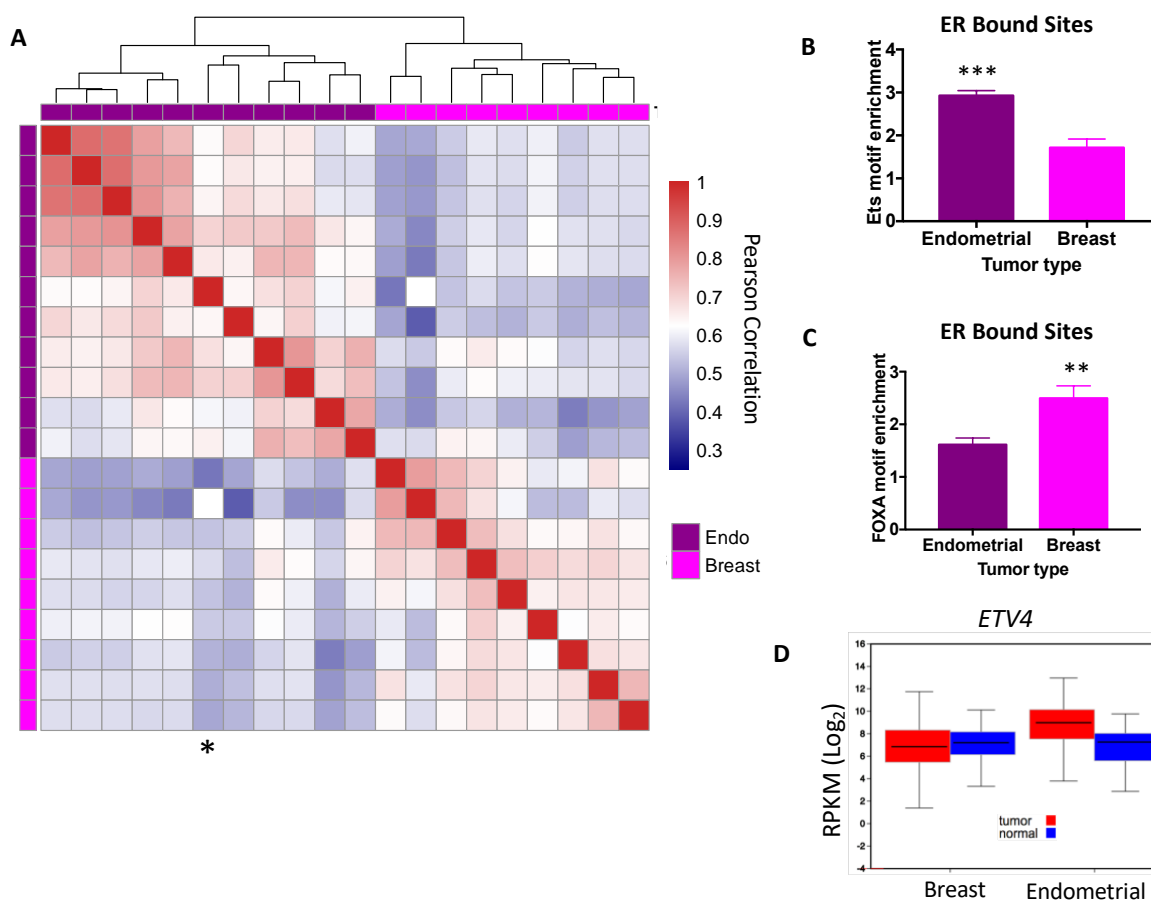 A
1
0.9
0.8
0.7
0.6
0.5
0.4
0.3
Pearson Correlation
Endo
Breast
*
B
ER Bound Sites
Ets motif enrichment
4
3
2
1
0
***
Endometrial
Breast
Tumor type
C
ER Bound Sites
FOXA motif enrichment
3
2
1
0
**
Endometrial
Breast
Tumor type
D
ETV4
RPKM (Log2)
16
14
12
10
8
6
4
2
0
-2
-4
tumor
normal
Breast
Endometrial